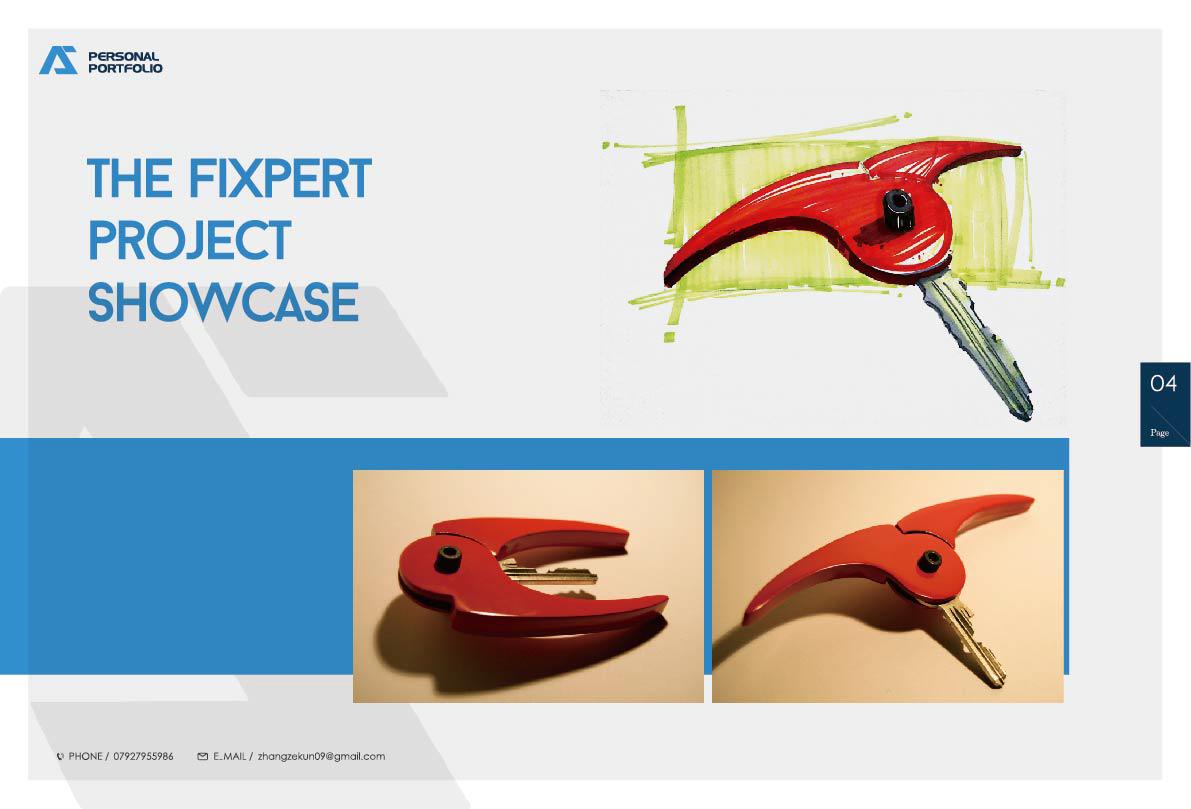 PERSONAL
PORTFOLIO
THE FIXPERT
PROJECT
SHOWCASE
04
Page
PHONE / 07927955986
E_MAIL / zhangzekun09@gmail.com